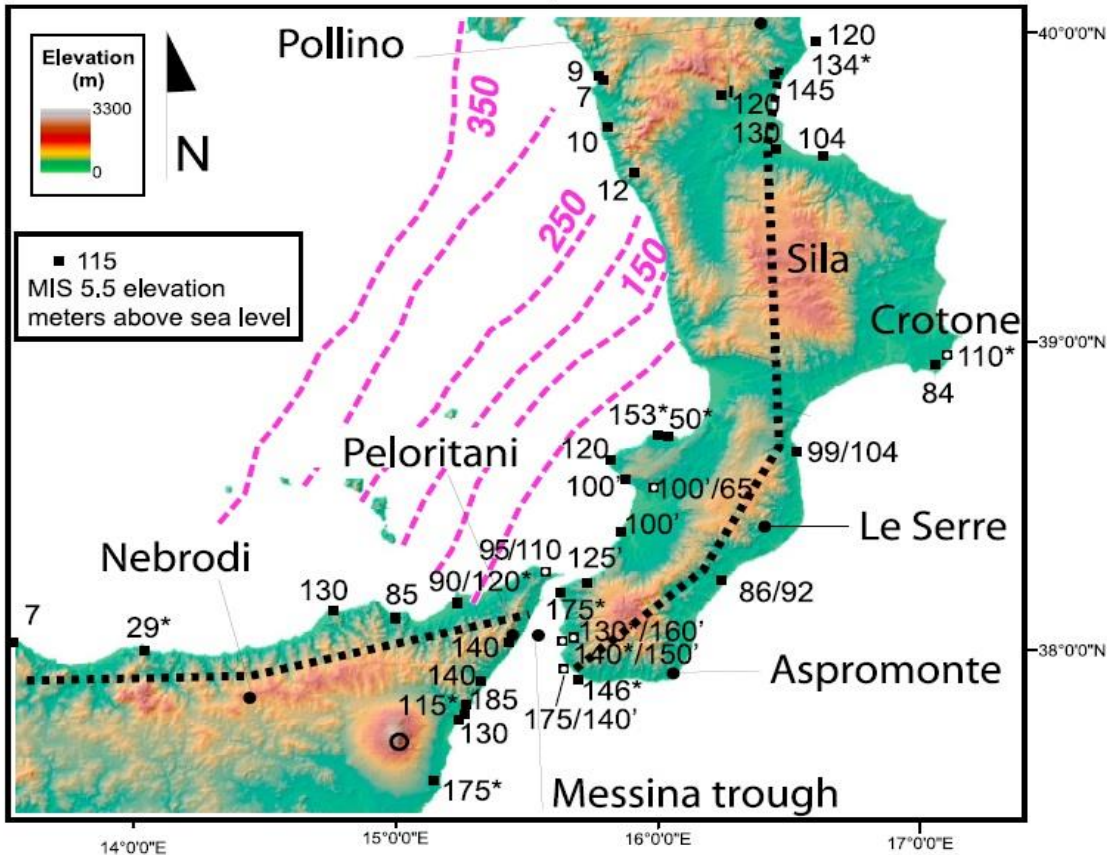 Pollino
120
40°0'0"N
Elevation
(m)
3300
0
N
350
9
7
134*
145
120
130
104
10
12
250
150
Sila
115
MIS 5.5 elevation
meters above sea level
Crotone
110*
39°0'0"N
84
153*
50*
Peloritani
120
99/104
100'
100'/65
100'
Le Serre
95/110
125'
Nebrodi
130
85
90/120*
86/92
7
29*
175*
140
130*/160'
140*/150'
38°0'0"N
Aspromonte
140
146*
115*
185
175/140'
130
175*
Messina trough
14°0'0"E
15°0'0"E
16°0'0"E
17°0'0"E